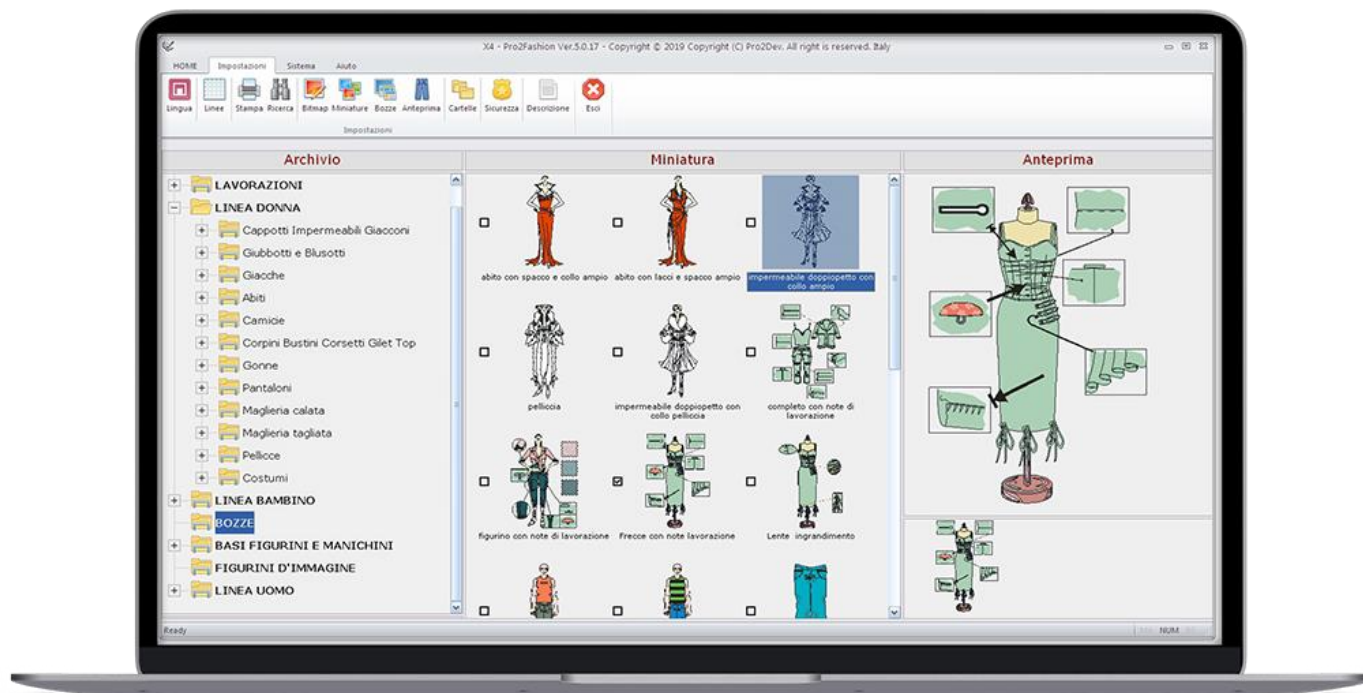 X4 - Pro2Fashion Ver.5.0.17 - Copyright © 2019 Copyright (C) Pro2Dev. All right is reserved. Italy
HOME Impostazioni Sistema Aiuto
Lingua Linee Stampa Ricerca Bitmap Miniature Bozze Anteprima Cartelle Sicurezza Descrizione Esci
Impostazioni
Archivio
LAVORAZIONI
LINEA DONNA
Cappotti Impermeabili Giacconi
Giubbotti e Blusotti
Giacche
Abiti
Camicie
Corpini Bustini Corsetti Gilet Top
Gonne
Pantaloni
Maglieria calata
Maglieria tagliata
Pellicce
Costumi
LINEA BAMBINO
BOZZE
BASI FIGURINI E MANICHINI
FIGURINI D'IMMAGINE
LINEA UOMO
Miniatura
abito con spacco e collo ampio
abito con lacci e spacco ampio
impermeabile doppiopetto con
collo ampio
pelliccia
impermeabile doppiopetto con
collo pelliccia
completo con note di
lavorazione
figurino con note di lavorazione
Frecce con note lavorazione
Lente ingrandimento
Anteprima
Ready
NUM